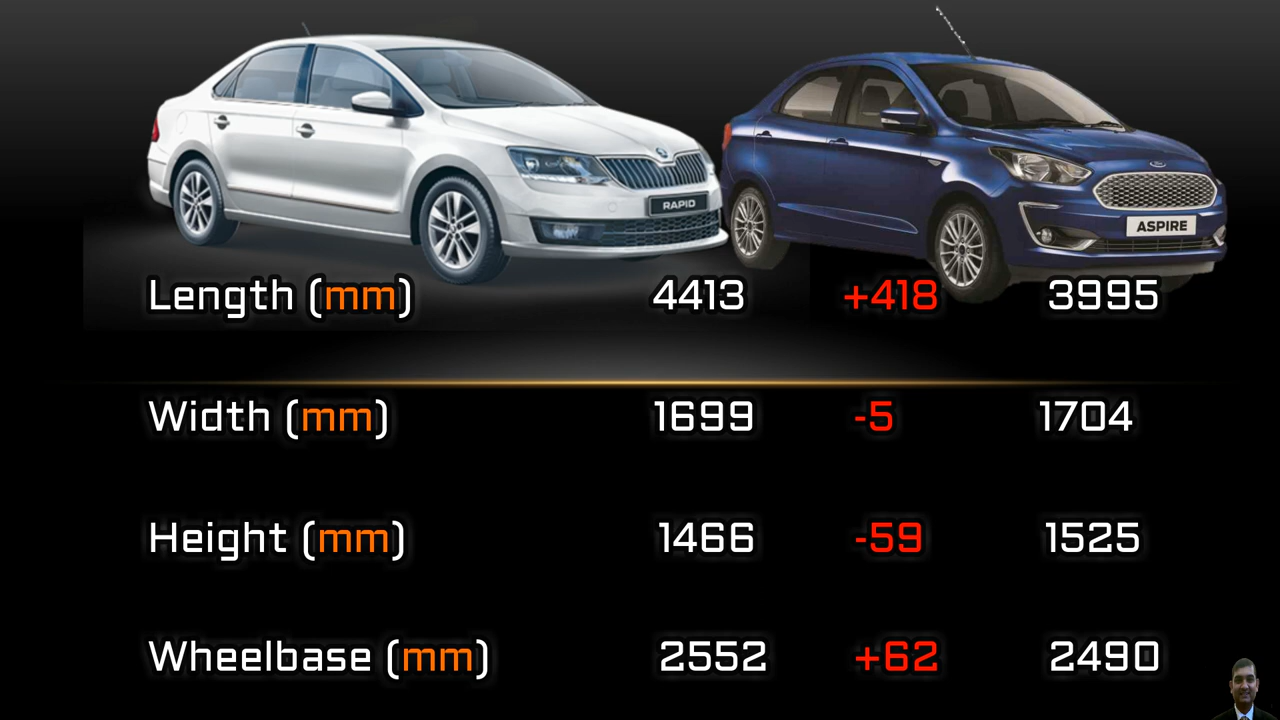 RAPID
ASPIRE
Length (mm) 4413 +418 3995
Width (mm) 1699 -5 1704
Height (mm) 1466 -59 1525
Wheelbase (mm) 2552 +62 2490